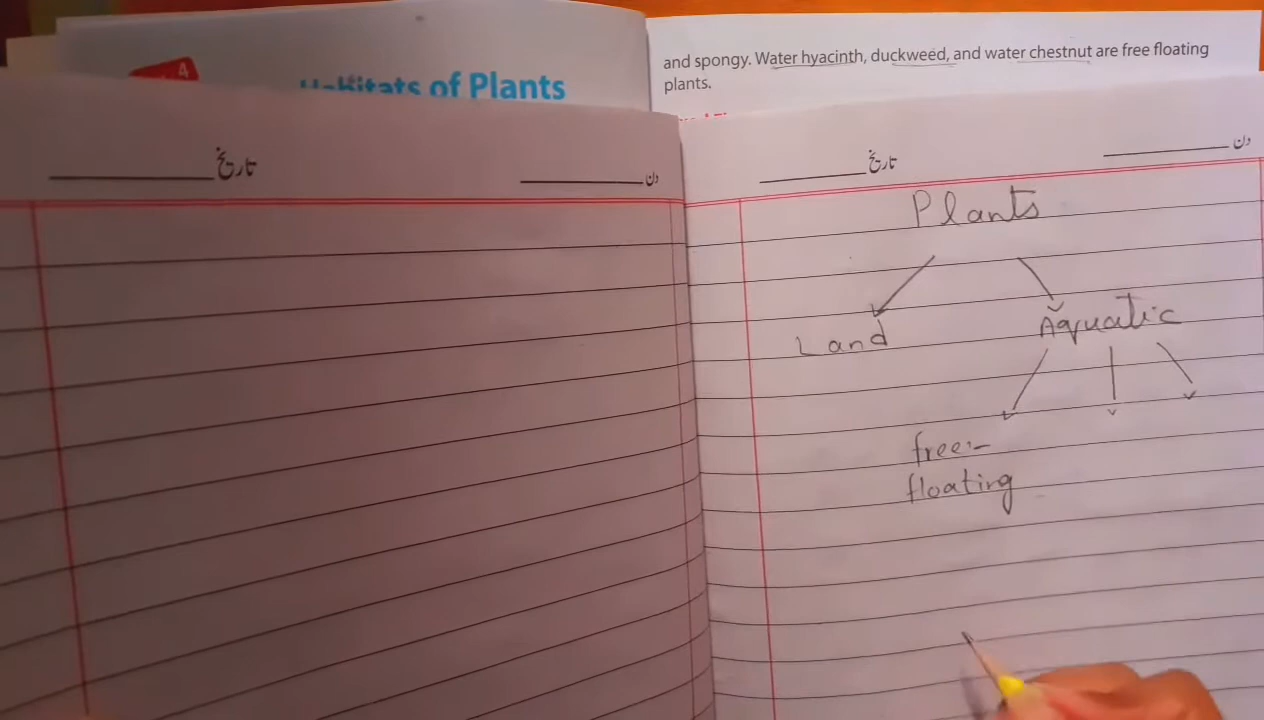 4
Habitats of Plants
and spongy. Water hyacinth, duckweed, and water chestnut are free floating
plants.
تاریخ
دن
تاریخ
دن
Plants
Land
Aquatic
free:-
floating